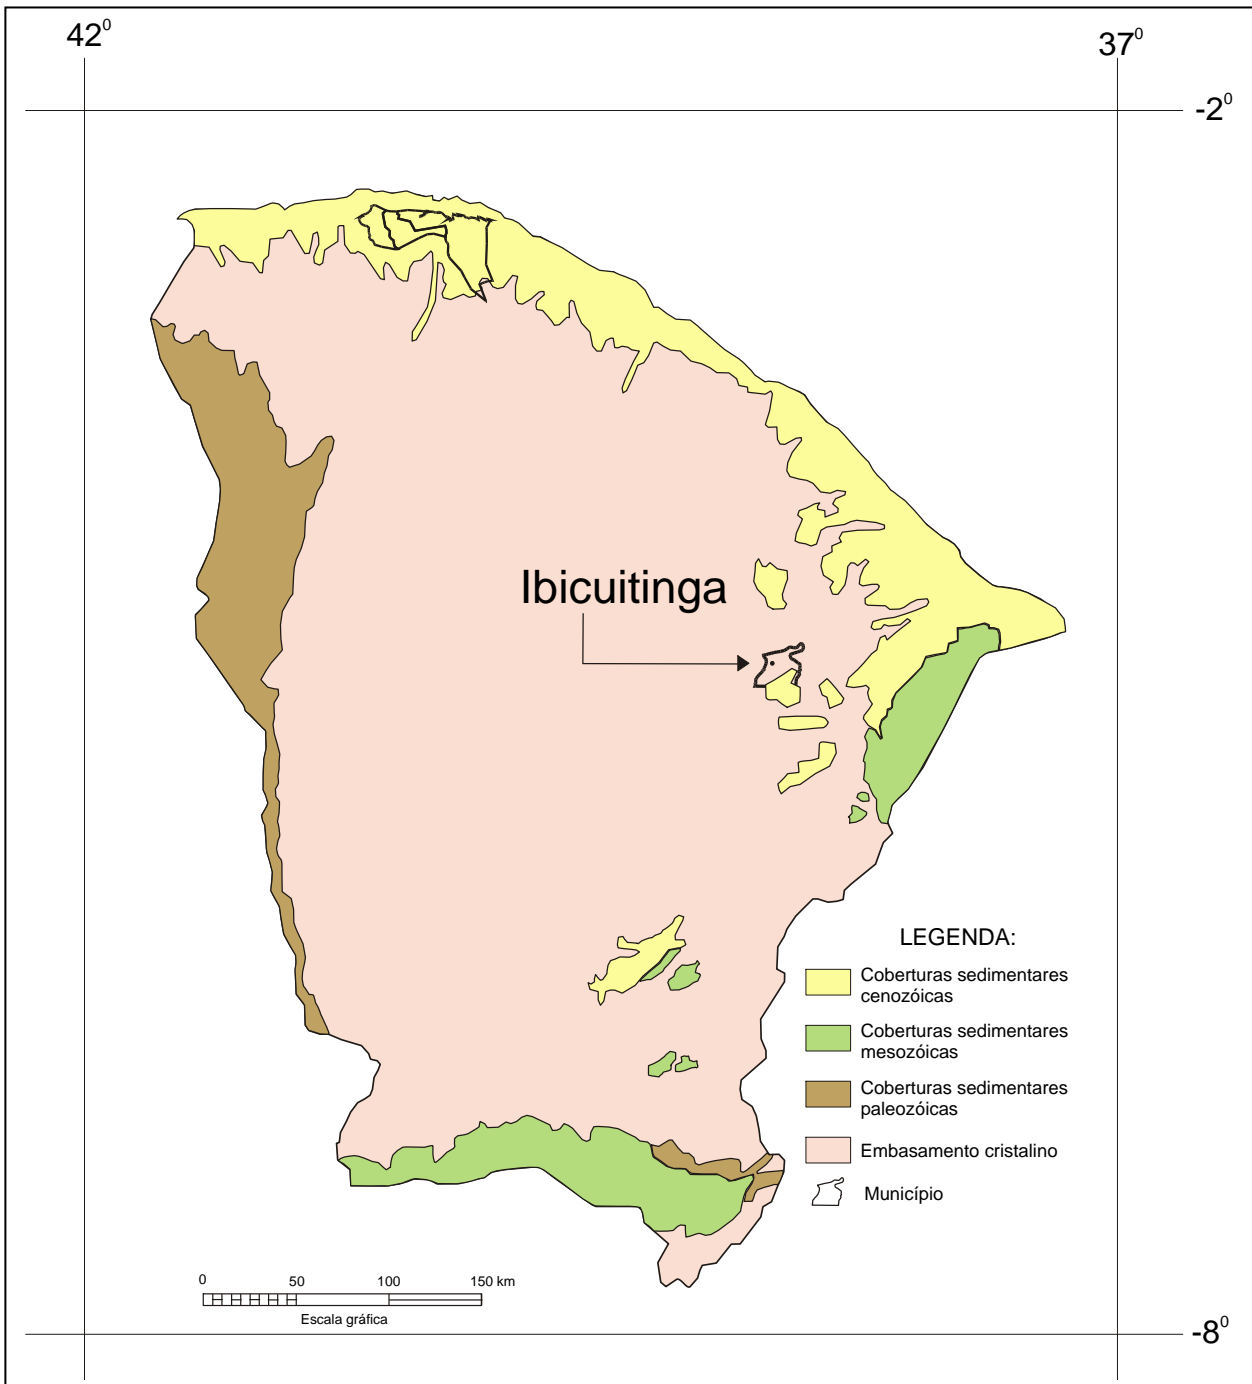 42⁰
37⁰
-2⁰
Ibicuitinga
LEGENDA:
Coberturas sedimentares
cenozóicas
Coberturas sedimentares
mesozóicas
Coberturas sedimentares
paleozóicas
Embasamento cristalino
Município
0 50 100 150 km
Escala gráfica
-8⁰